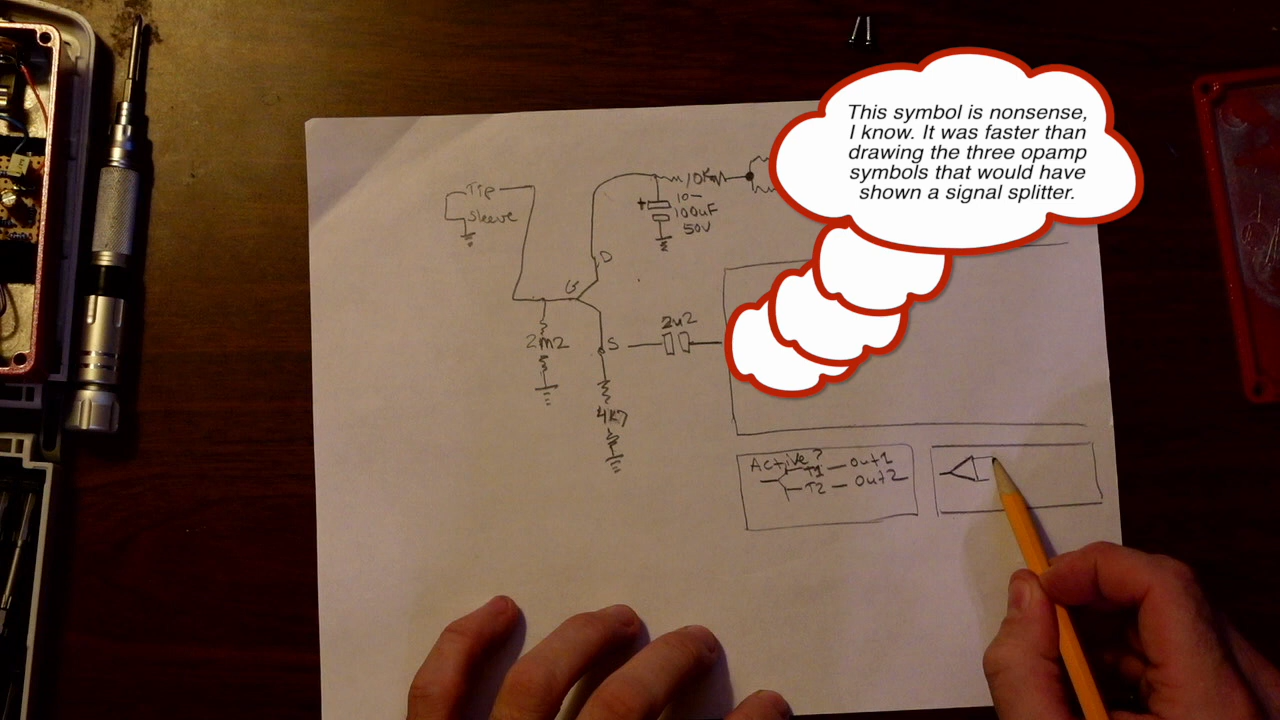 This symbol is nonsense,
I know. It was faster than
drawing the three opamp
symbols that would have
shown a signal splitter.
Tip
Sleeve
10K
+
10-
100uF
50V
D
G
S
2m2
2u2
4K7
Active?
T1 — Out1
T2 — Out2